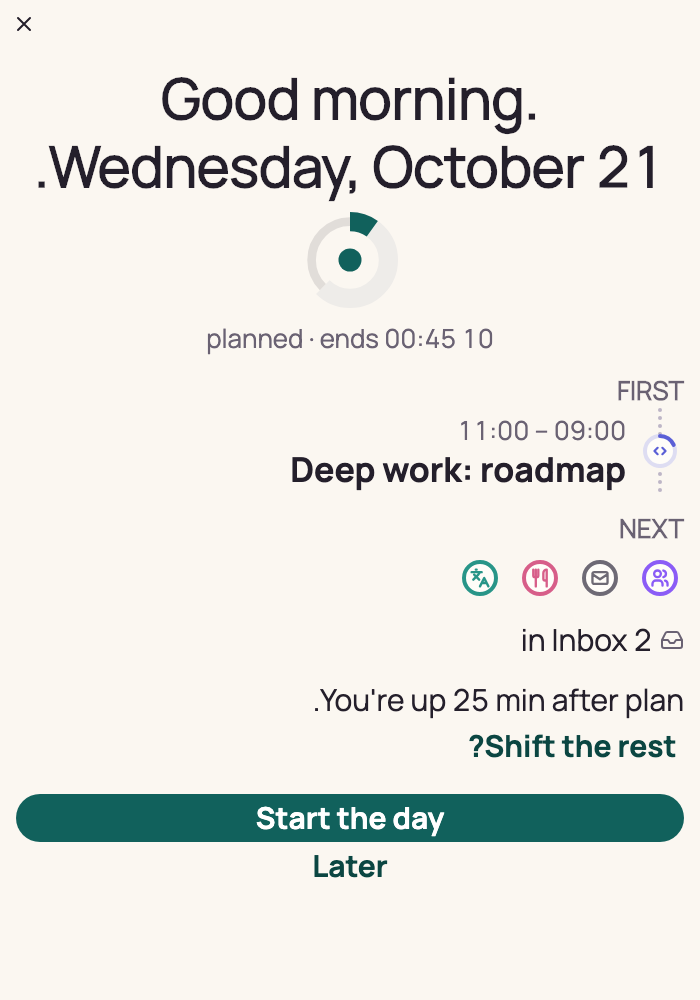 Good morning.
.Wednesday, October 21
planned · ends 00:45 10
FIRST
11:00 – 09:00
Deep work: roadmap
NEXT
in Inbox 2
.You're up 25 min after plan
?Shift the rest
Start the day
Later